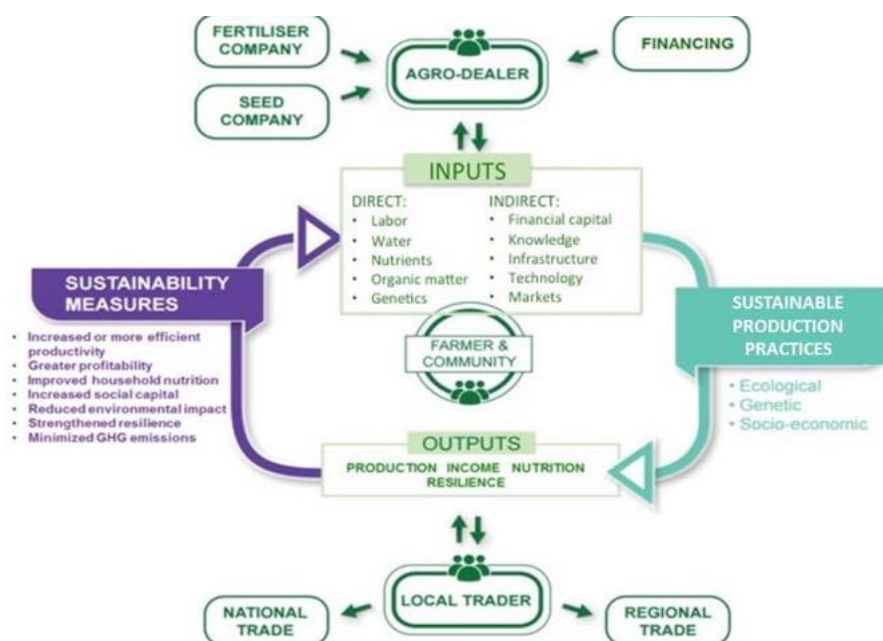 FERTILISER
COMPANY
AGRO-DEALER
FINANCING
SEED
COMPANY
INPUTS
DIRECT:
• Labor
• Water
• Nutrients
• Organic matter
• Genetics
INDIRECT:
• Financial capital
• Knowledge
• Infrastructure
• Technology
• Markets
SUSTAINABILITY
MEASURES
• Increased or more efficient
productivity
• Greater profitability
• Improved household nutrition
• Increased social capital
• Reduced environmental impact
• Strengthened resilience
• Minimized GHG emissions
FARMER &
COMMUNITY
SUSTAINABLE
PRODUCTION
PRACTICES
• Ecological
• Genetic
• Socio-economic
OUTPUTS
PRODUCTION INCOME NUTRITION
RESILIENCE
LOCAL TRADER
NATIONAL
TRADE
REGIONAL
TRADE